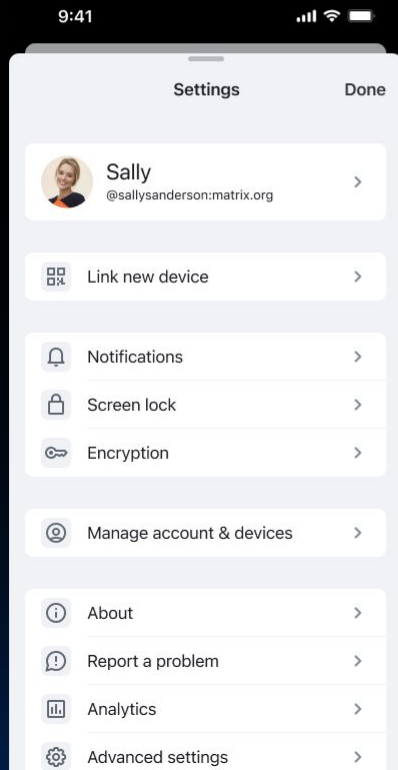 9:41
Settings
Done
Sally
@sallysanderson:matrix.org
Link new device
Notifications
Screen lock
Encryption
Manage account & devices
About
Report a problem
Analytics
Advanced settings